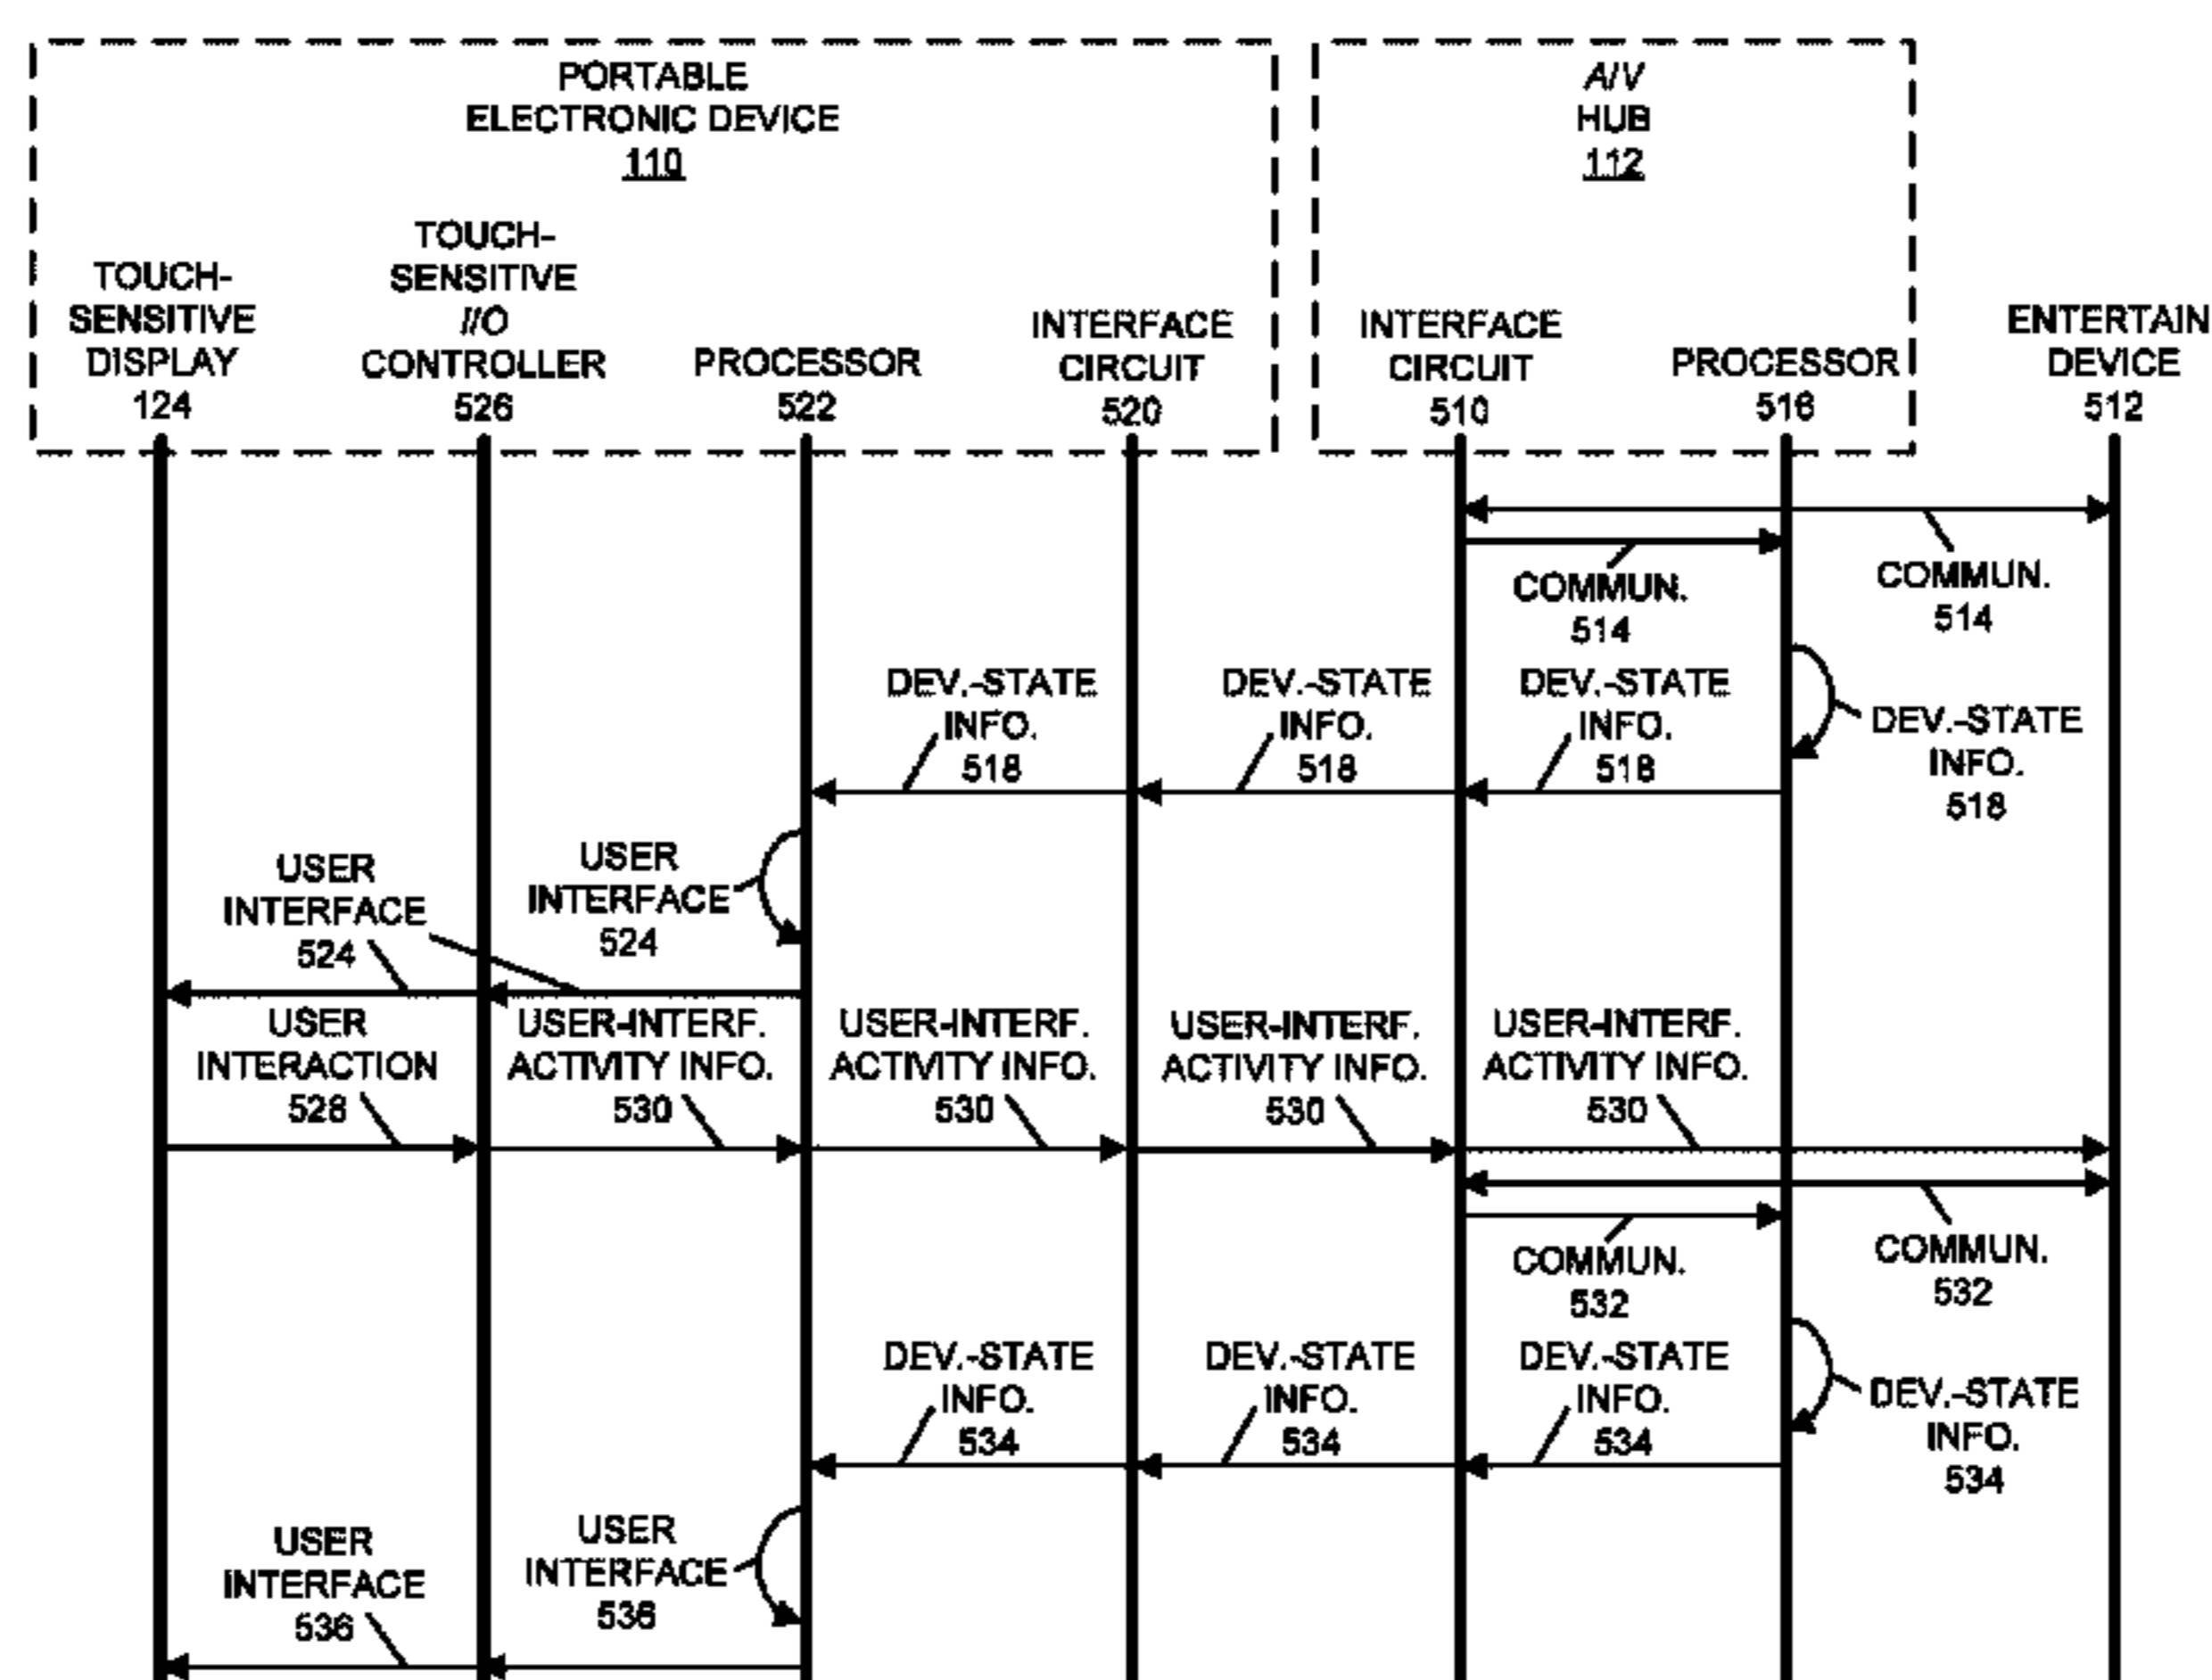 PORTABLE
ELECTRONIC DEVICE
110
A/V
HUB
112
TOUCH-
SENSITIVE
DISPLAY
124
TOUCH-
SENSITIVE
I/O
CONTROLLER
526
PROCESSOR
522
INTERFACE
CIRCUIT
520
INTERFACE
CIRCUIT
510
PROCESSOR
516
ENTERTAIN
DEVICE
512
COMMUN.
514
COMMUN.
514
DEV.-STATE
INFO.
518
DEV.-STATE
INFO.
518
DEV.-STATE
INFO.
518
DEV.-STATE
INFO.
518
USER
INTERFACE
524
USER
INTERFACE
524
USER
INTERACTION
528
USER-INTERF.
ACTIVITY INFO.
530
USER-INTERF.
ACTIVITY INFO.
530
USER-INTERF.
ACTIVITY INFO.
530
USER-INTERF.
ACTIVITY INFO.
530
COMMUN.
532
COMMUN.
532
DEV.-STATE
INFO.
534
DEV.-STATE
INFO.
534
DEV.-STATE
INFO.
534
DEV.-STATE
INFO.
534
USER
INTERFACE
536
USER
INTERFACE
536